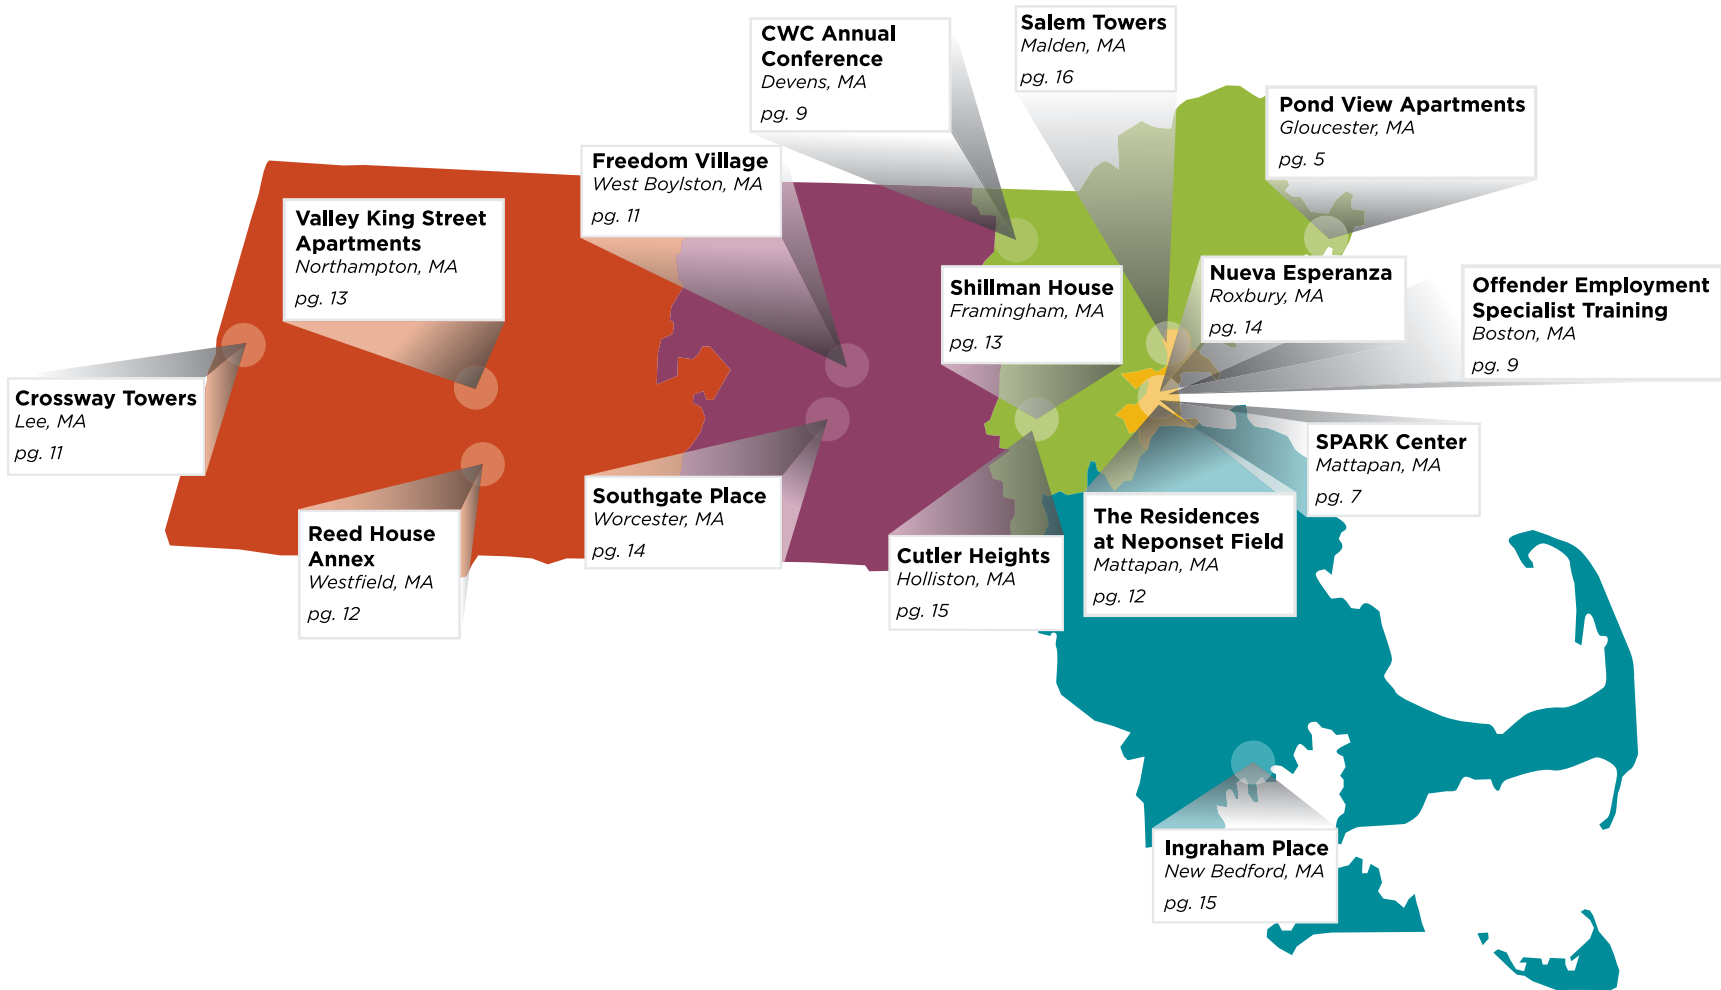 CWC Annual
Conference
Devens, MA
pg. 9
Salem Towers
Malden, MA
pg. 16
Pond View Apartments
Gloucester, MA
pg. 5
Freedom Village
West Boylston, MA
pg. 11
Valley King Street
Apartments
Northampton, MA
pg. 13
Shillman House
Framingham, MA
pg. 13
Nueva Esperanza
Roxbury, MA
pg. 14
Offender Employment
Specialist Training
Boston, MA
pg. 9
Crossway Towers
Lee, MA
pg. 11
SPARK Center
Mattapan, MA
pg. 7
Reed House
Annex
Westfield, MA
pg. 12
Southgate Place
Worcester, MA
pg. 14
Cutler Heights
Holliston, MA
pg. 15
The Residences
at Neponset Field
Mattapan, MA
pg. 12
Ingraham Place
New Bedford, MA
pg. 15